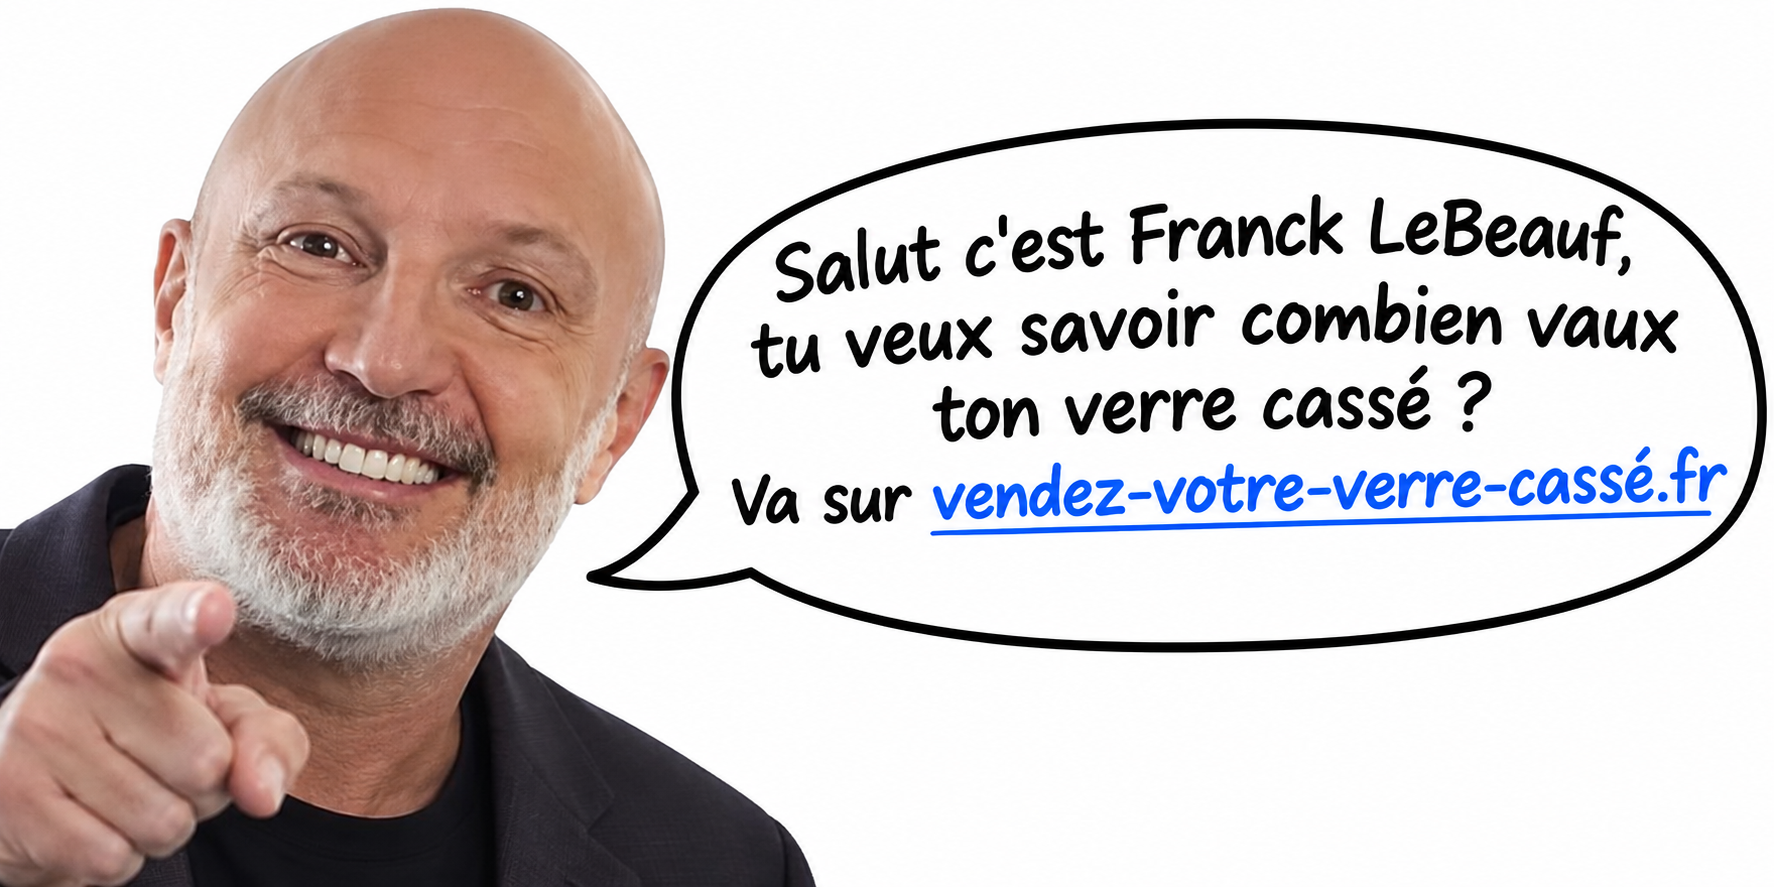 Salut c'est Franck LeBeauf,
tu veux savoir combien vaux
ton verre cassé ?
Va sur vendez-votre-verre-cassé.fr